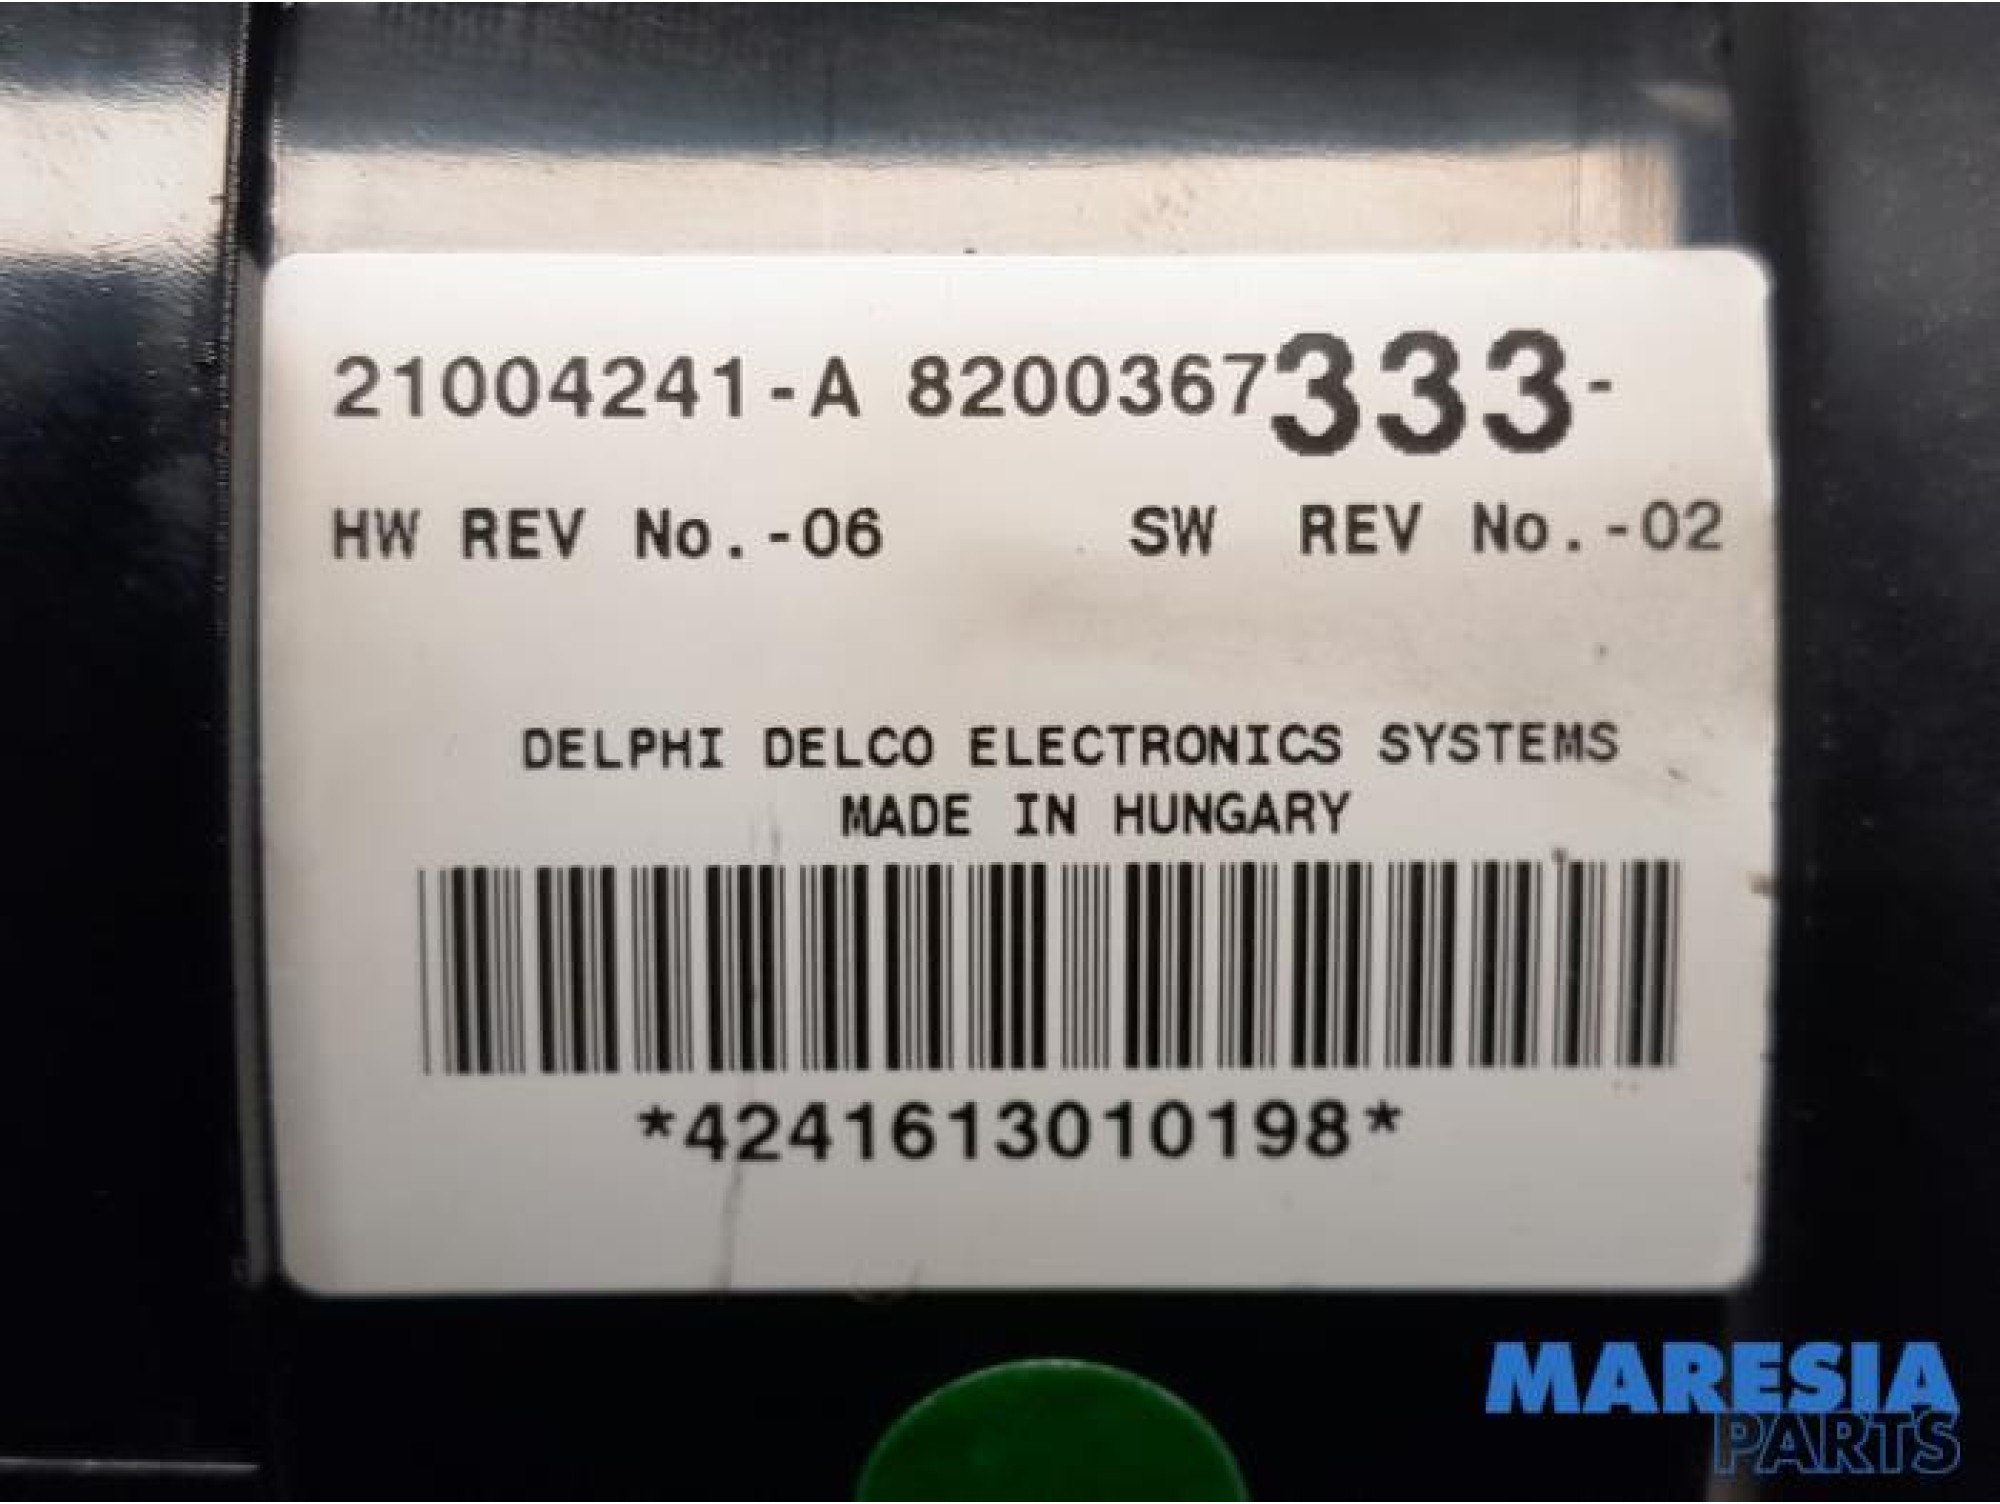 21004241-A 8200367333-
HW REV No.-06 SW REV No.-02
DELPHI DELCO ELECTRONICS SYSTEMS
MADE IN HUNGARY
*4241613010198*
MARESIA
PARTS